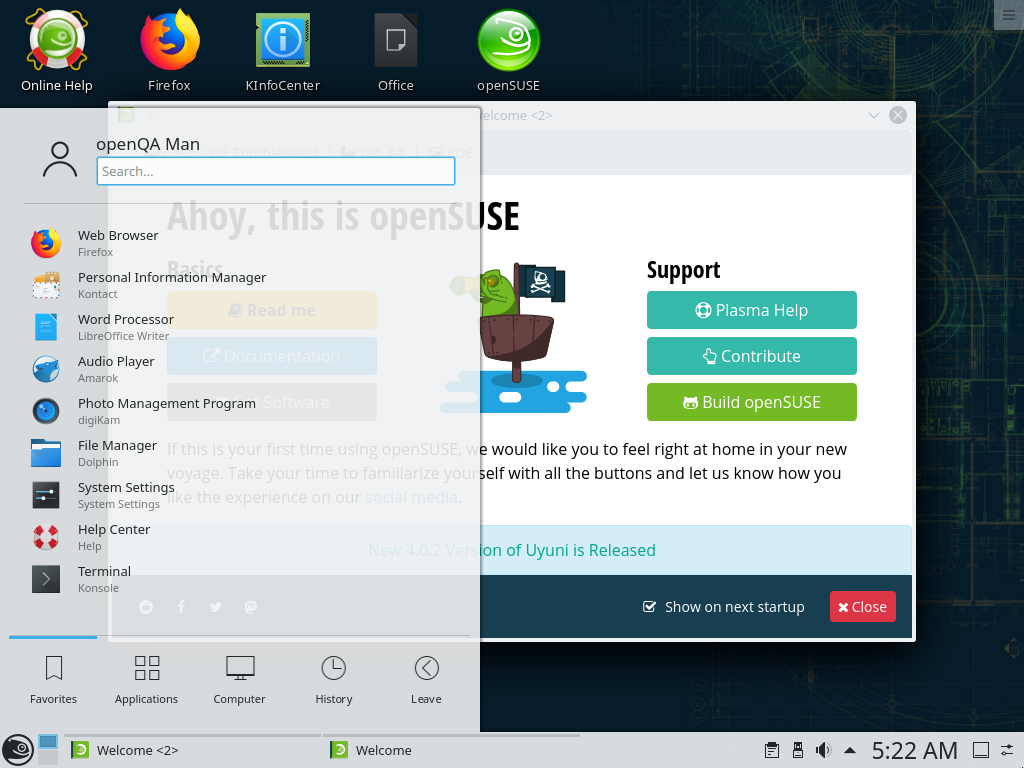 Online Help
Firefox
KInfoCenter
Office
openSUSE
Welcome <2>
openQA Man
openSUSE Tumbleweed | x86_64 | KDE
Search...
Ahoy, this is openSUSE
Web Browser
Firefox
Personal Information Manager
Kontact
Word Processor
LibreOffice Writer
Audio Player
Amarok
Photo Management Program
digiKam
File Manager
Dolphin
System Settings
System Settings
Help Center
Help
Terminal
Konsole
Basics
Read me
Documentation
Software
Support
Plasma Help
Contribute
Build openSUSE
If this is your first time using openSUSE, we would like you to feel right at home in your new
voyage. Take your time to familiarize yourself with all the buttons and let us know how you
like the experience on our social media.
New 4.0.2 Version of Uyuni is Released
Show on next startup
Close
Favorites
Applications
Computer
History
Leave
Welcome <2>
Welcome
5:22 AM